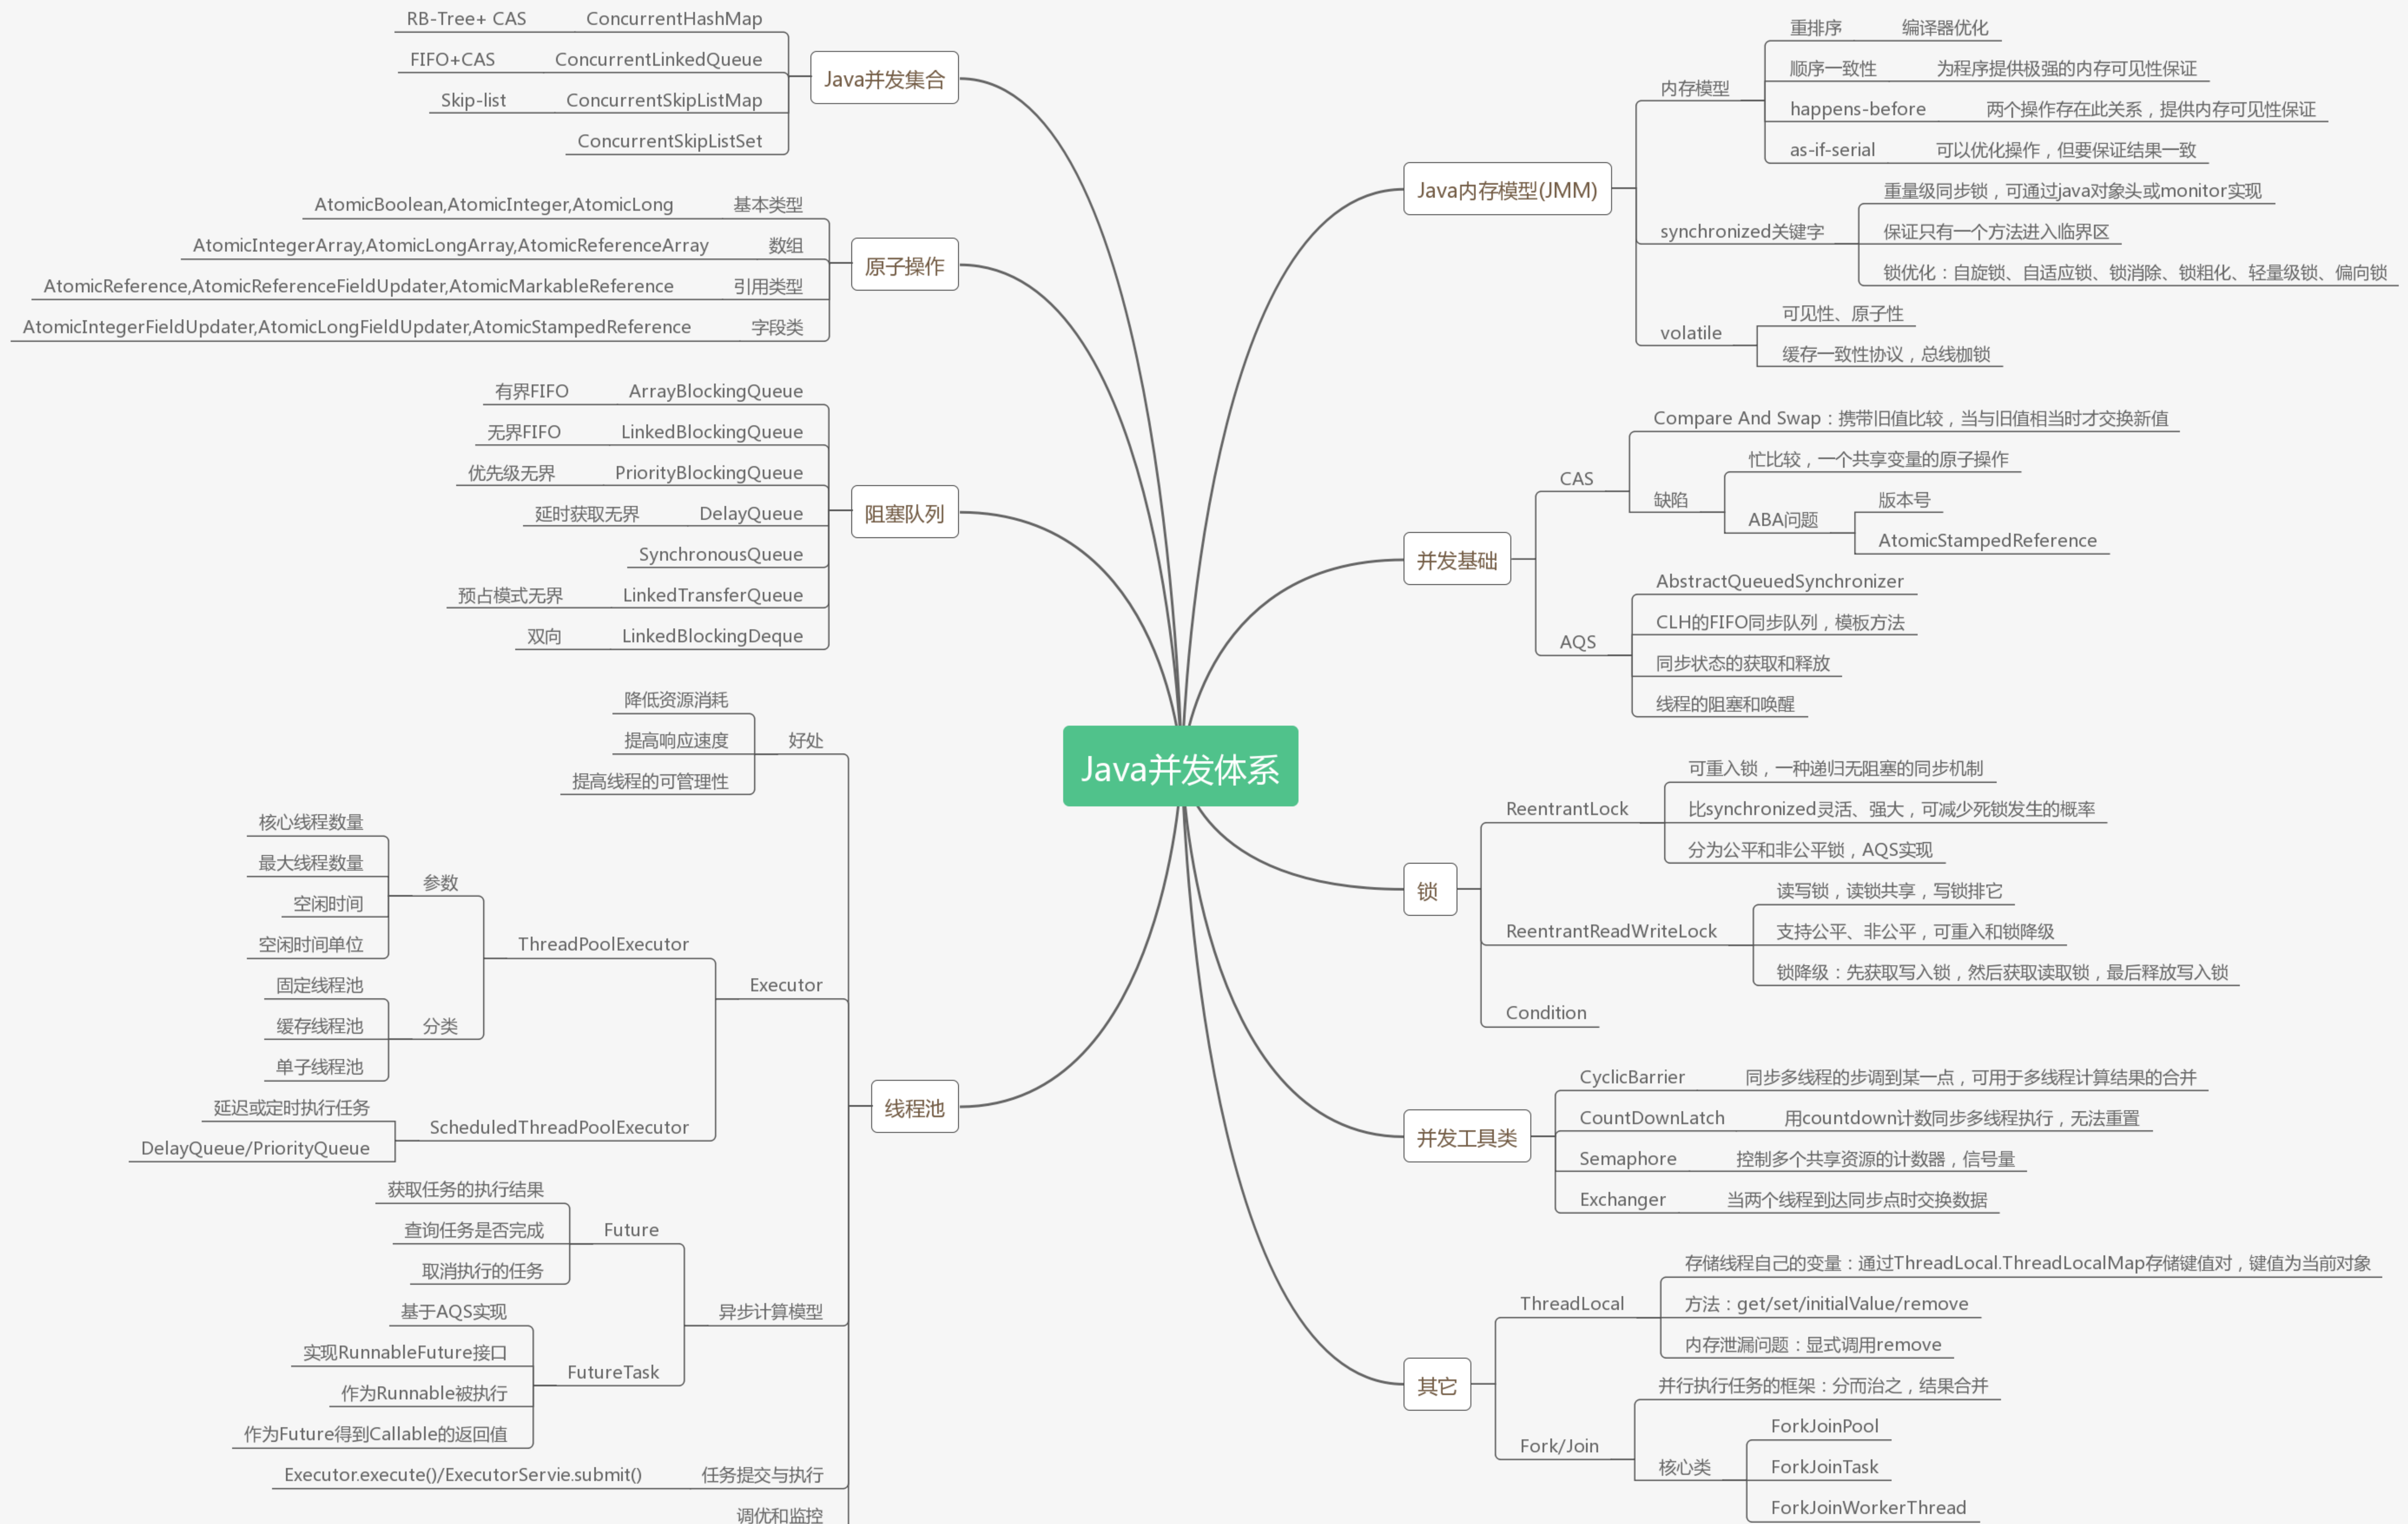 Java并发体系
Java并发集合
ConcurrentHashMap
RB-Tree+ CAS
ConcurrentLinkedQueue
FIFO+CAS
ConcurrentSkipListMap
Skip-list
ConcurrentSkipListSet
原子操作
基本类型
AtomicBoolean,AtomicInteger,AtomicLong
数组
AtomicIntegerArray,AtomicLongArray,AtomicReferenceArray
引用类型
AtomicReference,AtomicReferenceFieldUpdater,AtomicMarkableReference
字段类
AtomicIntegerFieldUpdater,AtomicLongFieldUpdater,AtomicStampedReference
阻塞队列
ArrayBlockingQueue
有界FIFO
LinkedBlockingQueue
无界FIFO
PriorityBlockingQueue
优先级无界
DelayQueue
延时获取无界
SynchronousQueue
LinkedTransferQueue
预占模式无界
LinkedBlockingDeque
双向
线程池
好处
降低资源消耗
提高响应速度
提高线程的可管理性
Executor
ThreadPoolExecutor
参数
核心线程数量
最大线程数量
空闲时间
空闲时间单位
分类
固定线程池
缓存线程池
单子线程池
ScheduledThreadPoolExecutor
延迟或定时执行任务
DelayQueue/PriorityQueue
异步计算模型
Future
获取任务的执行结果
查询任务是否完成
取消执行的任务
FutureTask
基于AQS实现
实现RunnableFuture接口
作为Runnable被执行
作为Future得到Callable的返回值
任务提交与执行
Executor.execute()/ExecutorServie.submit()
调优和监控
Java内存模型(JMM)
内存模型
重排序
编译器优化
顺序一致性
为程序提供极强的内存可见性保证
happens-before
两个操作存在此关系，提供内存可见性保证
as-if-serial
可以优化操作，但要保证结果一致
synchronized关键字
重量级同步锁，可通过java对象头或monitor实现
保证只有一个方法进入临界区
锁优化：自旋锁、自适应锁、锁消除、锁粗化、轻量级锁、偏向锁
volatile
可见性、原子性
缓存一致性协议，总线枷锁
并发基础
CAS
Compare And Swap：携带旧值比较，当与旧值相当时才交换新值
缺陷
忙比较，一个共享变量的原子操作
ABA问题
版本号
AtomicStampedReference
AQS
AbstractQueuedSynchronizer
CLH的FIFO同步队列，模板方法
同步状态的获取和释放
线程的阻塞和唤醒
锁
ReentrantLock
可重入锁，一种递归无阻塞的同步机制
比synchronized灵活、强大，可减少死锁发生的概率
分为公平和非公平锁，AQS实现
ReentrantReadWriteLock
读写锁，读锁共享，写锁排它
支持公平、非公平，可重入和锁降级
锁降级：先获取写入锁，然后获取读取锁，最后释放写入锁
Condition
并发工具类
CyclicBarrier
同步多线程的步调到某一点，可用于多线程计算结果的合并
CountDownLatch
用countdown计数同步多线程执行，无法重置
Semaphore
控制多个共享资源的计数器，信号量
Exchanger
当两个线程到达同步点时交换数据
其它
ThreadLocal
存储线程自己的变量：通过ThreadLocal.ThreadLocalMap存储键值对，键值为当前对象
方法：get/set/initialValue/remove
内存泄漏问题：显式调用remove
Fork/Join
并行执行任务的框架：分而治之，结果合并
核心类
ForkJoinPool
ForkJoinTask
ForkJoinWorkerThread